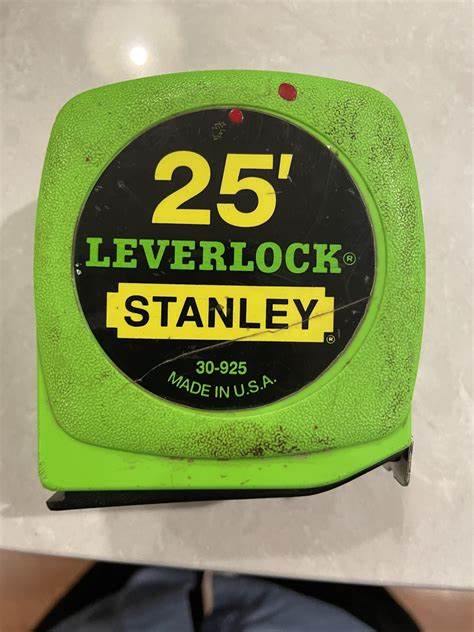 25'
LEVERLOCK®
STANLEY®
30-925
MADE IN U.S.A.